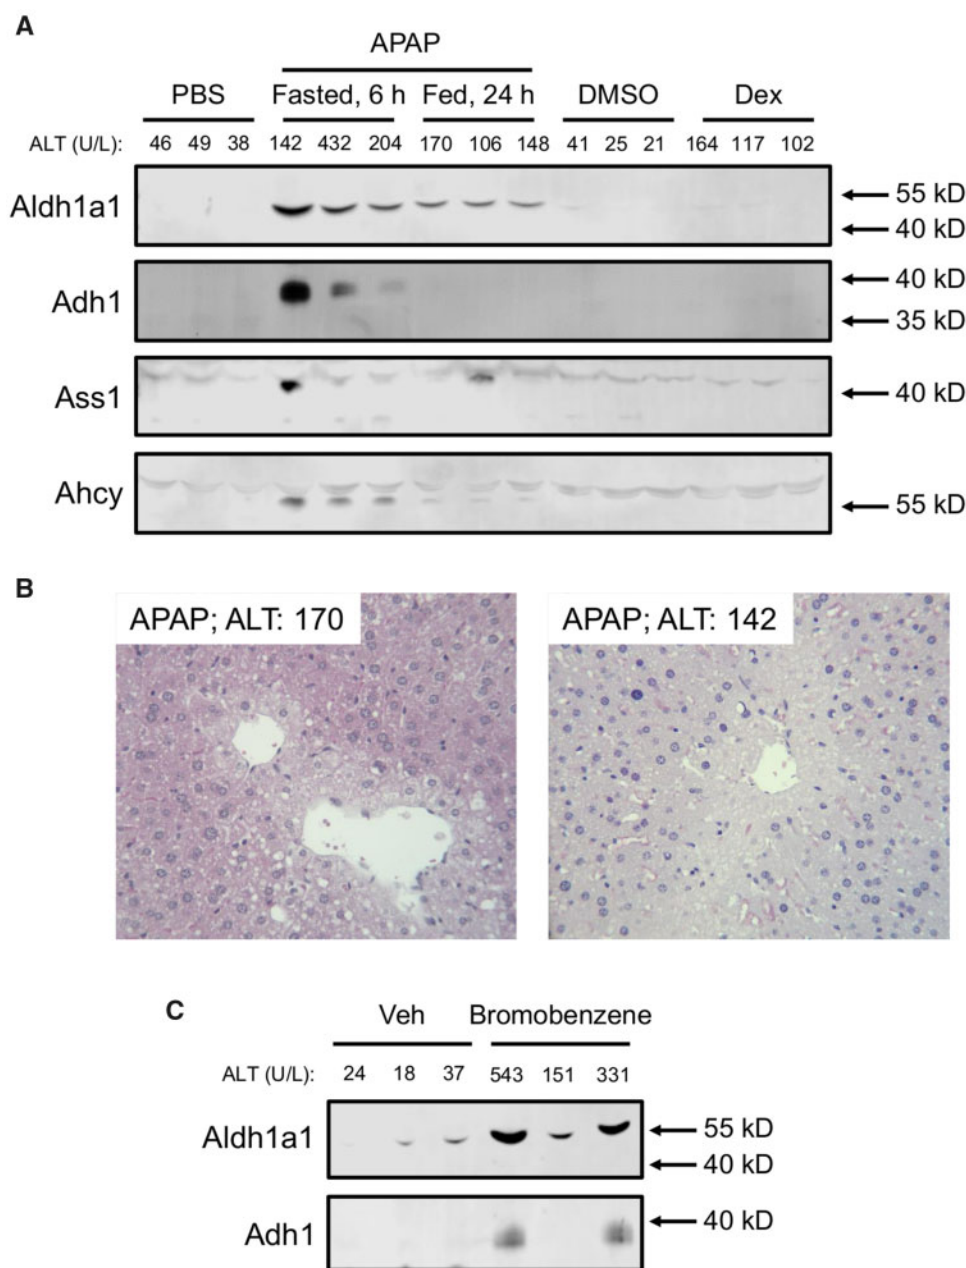 A
APAP
PBS Fasted, 6 h Fed, 24 h DMSO Dex
ALT (U/L): 46 49 38 142 432 204 170 106 148 41 25 21 164 117 102
Aldh1a1 55 kD
40 kD
Adh1 40 kD
35 kD
Ass1 40 kD
Ahcy 55 kD
B
APAP; ALT: 170 APAP; ALT: 142
C
Veh Bromobenzene
ALT (U/L): 24 18 37 543 151 331
Aldh1a1 55 kD
40 kD
Adh1 40 kD